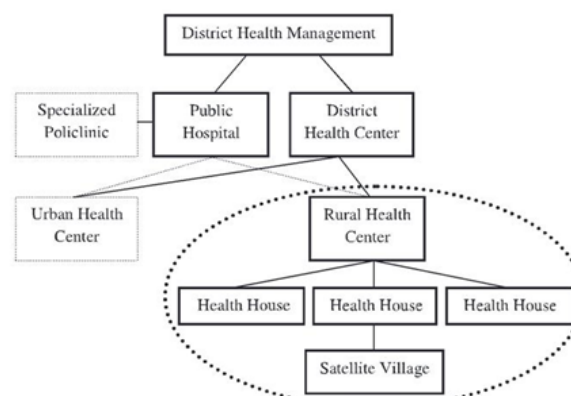 District Health Management
Specialized
Policlinic
Public
Hospital
District
Health Center
Urban Health
Center
Rural Health
Center
Health House
Health House
Health House
Satellite Village